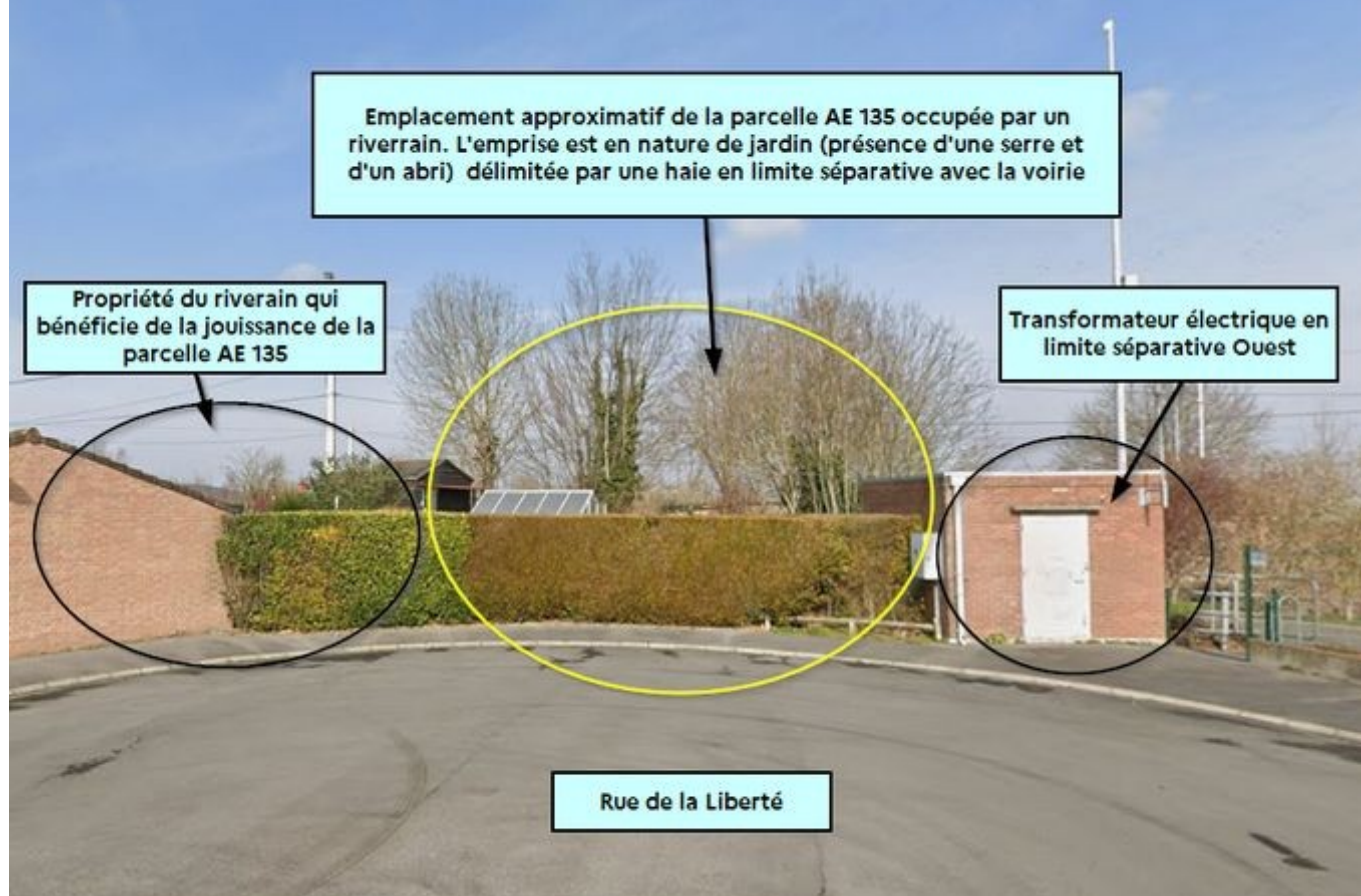 Emplacement approximatif de la parcelle AE 135 occupée par un
riverrain. L'emprise est en nature de jardin (présence d'une serre et
d'un abri) délimitée par une haie en limite séparative avec la voirie
Propriété du riverain qui
bénéficie de la jouissance de la
parcelle AE 135
Transformateur électrique en
limite séparative Ouest
Rue de la Liberté